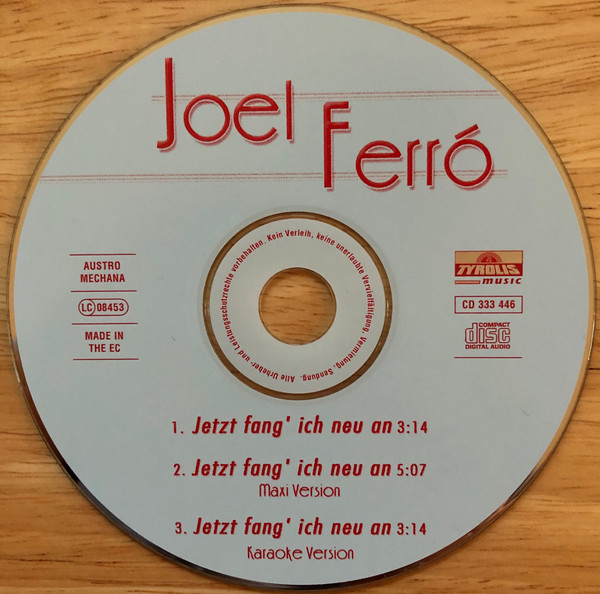 Joel
Ferró
AUSTRO
MECHANA
LC 08453
MADE IN
THE EC
Alle Urheber- und Leistungsschutzrechte vorbehalten. Kein Verleih, keine unerlaubte Vervielfältigung, Vermietung, Sendung.
TYROLIS
music
CD 333 446
COMPACT
disc
DIGITAL AUDIO
1. Jetzt fang' ich neu an 3:14
2. Jetzt fang' ich neu an 5:07
Maxi Version
3. Jetzt fang' ich neu an 3:14
Karaoke Version